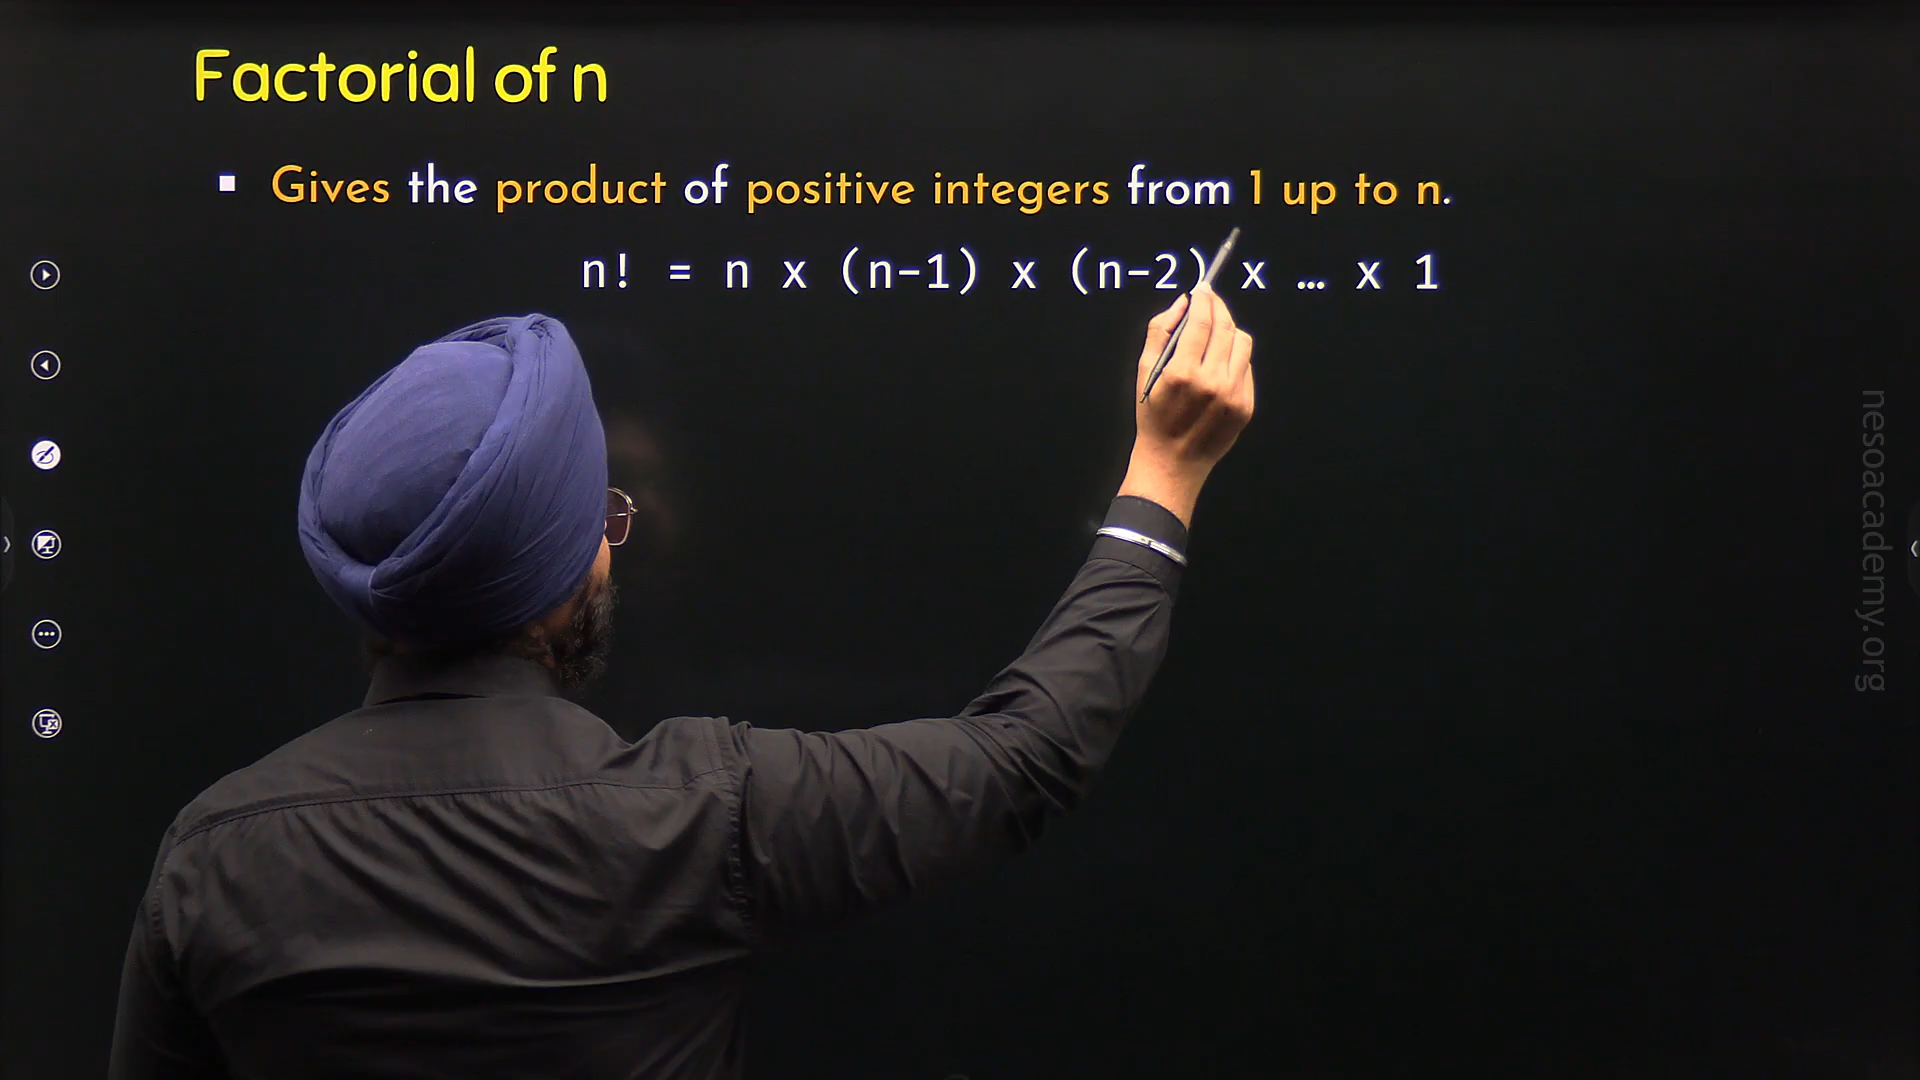 Factorial of n
▪ Gives the product of positive integers from 1 up to n.
n! = n x (n-1) x (n-2) x … x 1
nesoacademy.org